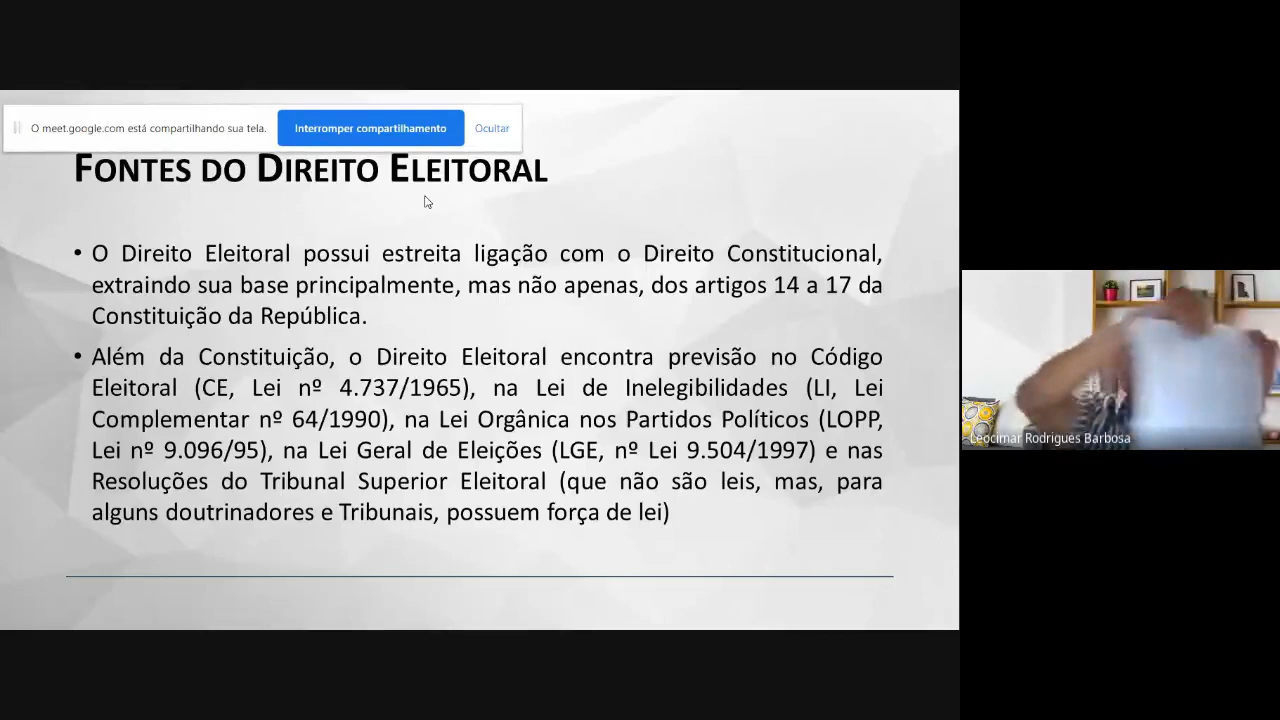 O meet.google.com está compartilhando sua tela.
Interromper compartilhamento
Ocultar
FONTES DO DIREITO ELEITORAL
• O Direito Eleitoral possui estreita ligação com o Direito Constitucional,
extraindo sua base principalmente, mas não apenas, dos artigos 14 a 17 da
Constituição da República.
• Além da Constituição, o Direito Eleitoral encontra previsão no Código
Eleitoral (CE, Lei nº 4.737/1965), na Lei de Inelegibilidades (LI, Lei
Complementar nº 64/1990), na Lei Orgânica nos Partidos Políticos (LOPP,
Lei nº 9.096/95), na Lei Geral de Eleições (LGE, nº Lei 9.504/1997) e nas
Resoluções do Tribunal Superior Eleitoral (que não são leis, mas, para
alguns doutrinadores e Tribunais, possuem força de lei)
Leocimar Rodrigues Barbosa